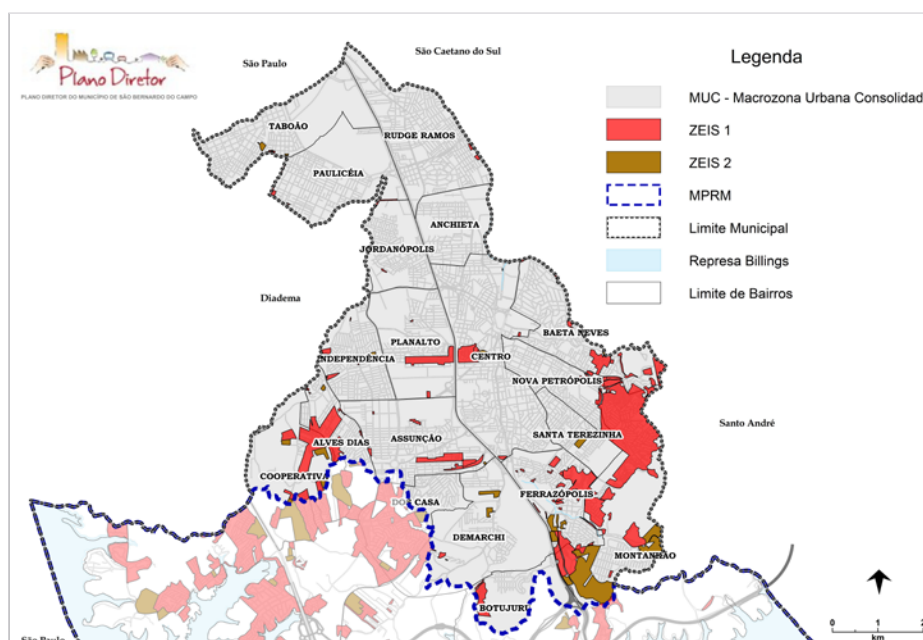 Plano Diretor
PLANO DIRETOR DO MUNICÍPIO DE SÃO BERNARDO DO CAMPO
São Paulo
São Caetano do Sul
Legenda
MUC - Macrozona Urbana Consolidad
ZEIS 1
ZEIS 2
MPRM
Limite Municipal
Represa Billings
Limite de Bairros
TABOÃO
RUDGE RAMOS
PAULICÉIA
ANCHIETA
JORDANÓPOLIS
Diadema
BAETA NEVES
PLANALTO
INDEPENDÊNCIA
CENTRO
NOVA PETRÓPOLIS
Santo André
SANTA TEREZINHA
ASSUNÇÃO
ALVES DIAS
COOPERATIVA
FERRAZÓPOLIS
CASA
DEMARCHI
MONTANHÃO
BOTUJURU
São Paulo
0 1
km